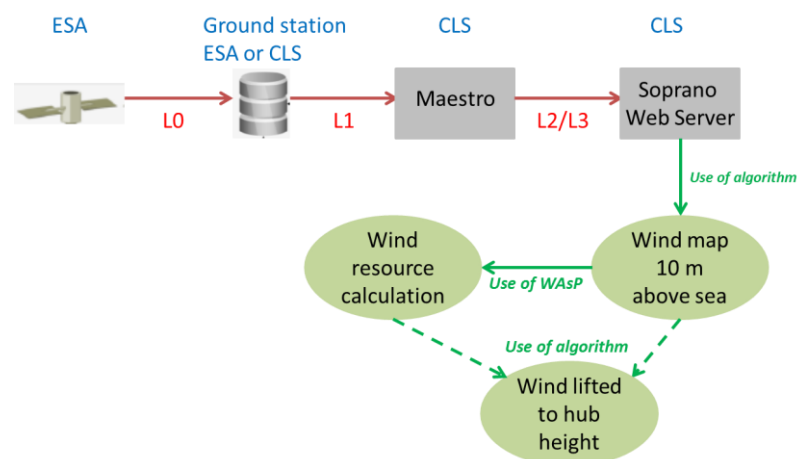 ESA
Ground station
ESA or CLS
CLS
CLS
L0
L1
Maestro
L2/L3
Soprano
Web Server
Use of algorithm
Wind
resource
calculation
Use of WAsP
Wind map
10 m
above sea
Use of algorithm
Wind lifted
to hub
height